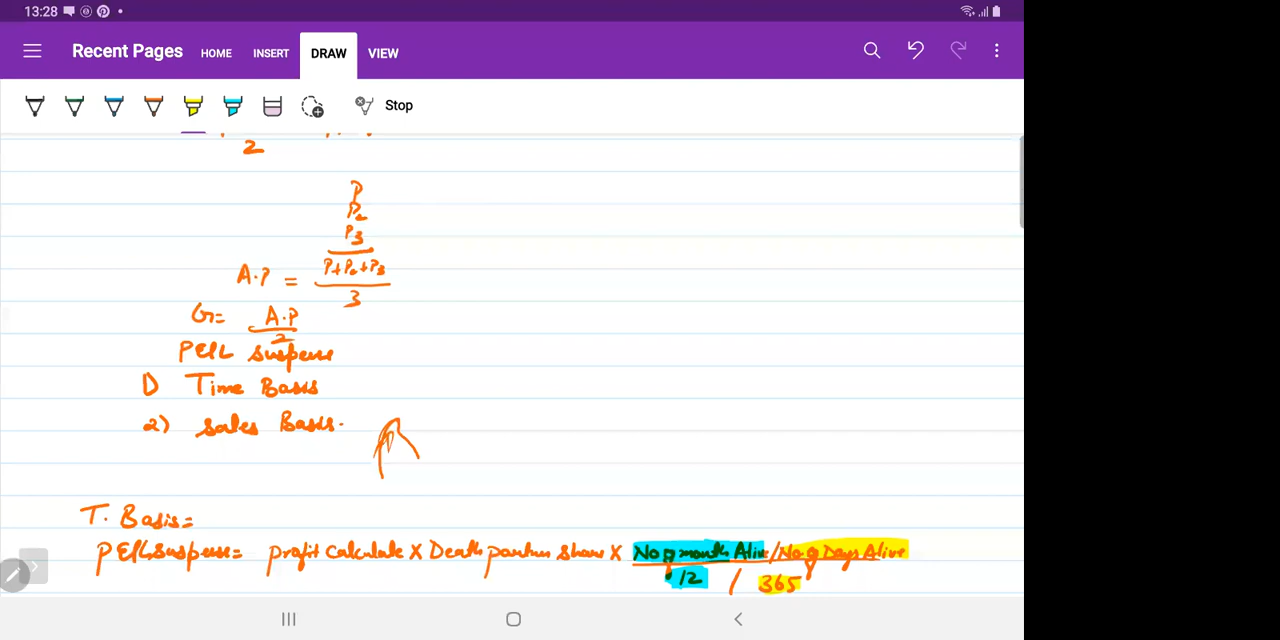 13:28
Recent Pages HOME INSERT DRAW VIEW
Stop
2
P
P2
P3
A.P = P+P2+P3
3
G= A.P
2
P&L suspense
1) Time Basis
2) Sales Basis.
T. Basis=
P&L suspense= profit Calculate X Death partner share X No of month Alive/No of Days Alive
12 / 365